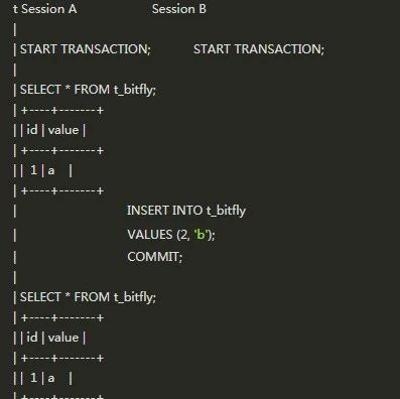 t Session A                    Session B
|
| START TRANSACTION;           START TRANSACTION;
|
| SELECT * FROM t_bitfly;
| +----+-------+
| | id | value |
| +----+-------+
| |  1 | a    |
| +----+-------+
|                              INSERT INTO t_bitfly
|                              VALUES (2, 'b');
|                              COMMIT;
|
| SELECT * FROM t_bitfly;
| +----+-------+
| | id | value |
| +----+-------+
| |  1 | a    |
| +----+-------+